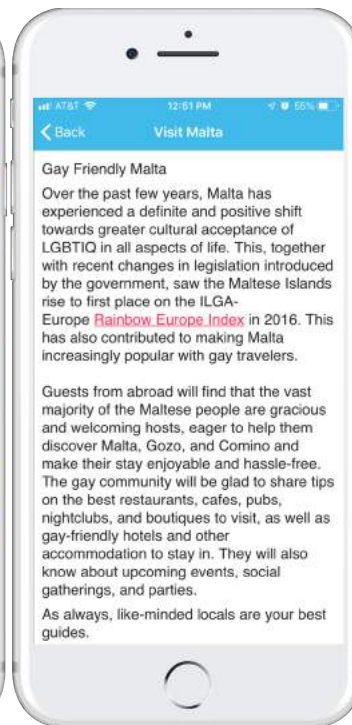 AT&T 12:51 PM 55%
Back Visit Malta
Gay Friendly Malta
Over the past few years, Malta has
experienced a definite and positive shift
towards greater cultural acceptance of
LGBTIQ in all aspects of life. This, together
with recent changes in legislation introduced
by the government, saw the Maltese Islands
rise to first place on the ILGA-
Europe Rainbow Europe Index in 2016. This
has also contributed to making Malta
increasingly popular with gay travelers.
Guests from abroad will find that the vast
majority of the Maltese people are gracious
and welcoming hosts, eager to help them
discover Malta, Gozo, and Comino and
make their stay enjoyable and hassle-free.
The gay community will be glad to share tips
on the best restaurants, cafes, pubs,
nightclubs, and boutiques to visit, as well as
gay-friendly hotels and other
accommodation to stay in. They will also
know about upcoming events, social
gatherings, and parties.
As always, like-minded locals are your best
guides.